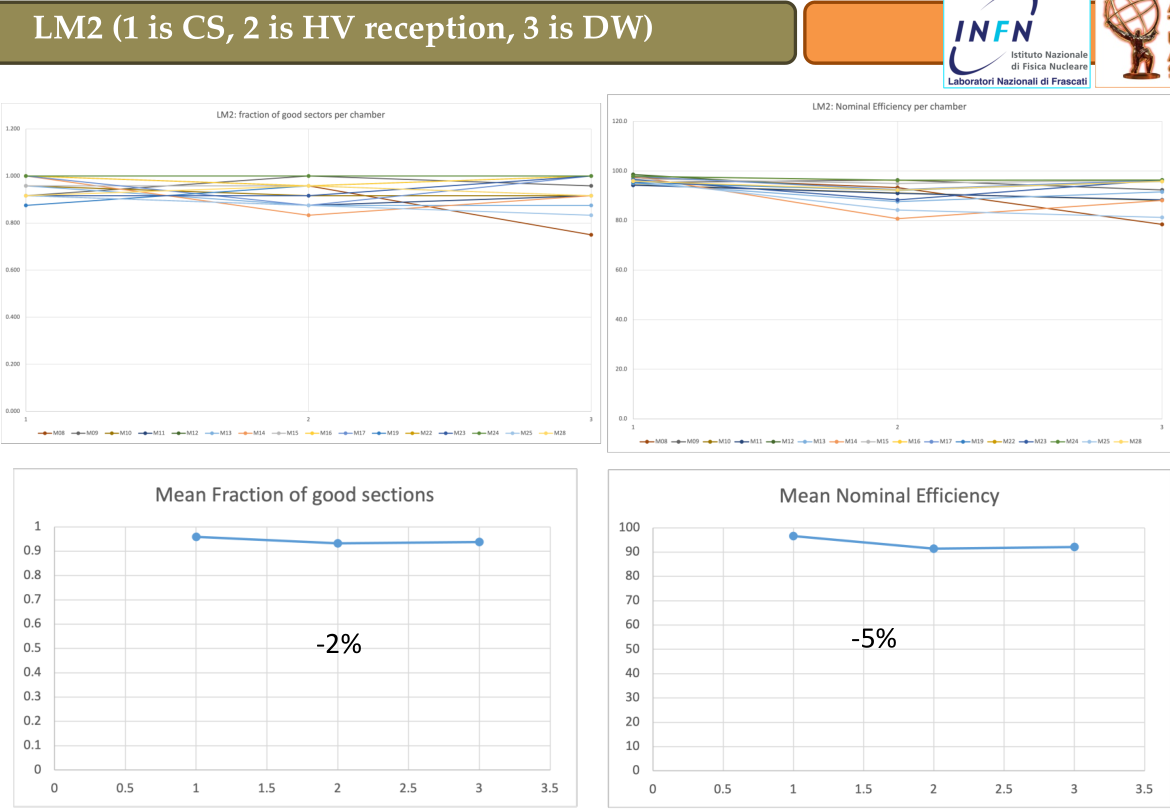 LM2 (1 is CS, 2 is HV reception, 3 is DW)
INFN
Istituto Nazionale
di Fisica Nucleare
Laboratori Nazionali di Frascati
LM2: fraction of good sectors per chamber
1.200
1.000
0.800
0.600
0.400
0.200
0.000
1 2 3
M08 M09 M10 M11 M12 M13 M14 M15 M16 M17 M19 M22 M23 M24 M25 M28
LM2: Nominal Efficiency per chamber
120.0
100.0
80.0
60.0
40.0
20.0
0.0
1 2 3
M08 M09 M10 M11 M12 M13 M14 M15 M16 M17 M19 M22 M23 M24 M25 M28
Mean Fraction of good sections
1
0.9
0.8
0.7
0.6
0.5
0.4
0.3
0.2
0.1
0
-2%
0 0.5 1 1.5 2 2.5 3 3.5
Mean Nominal Efficiency
100
90
80
70
60
50
40
30
20
10
0
-5%
0 0.5 1 1.5 2 2.5 3 3.5